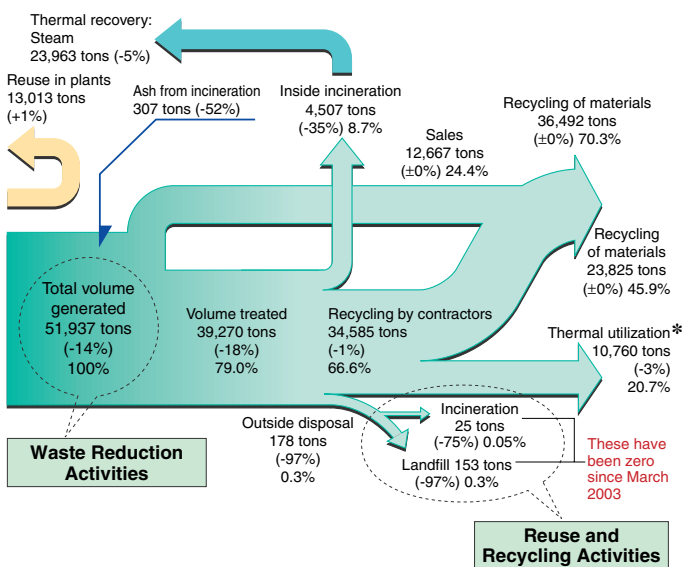 Thermal recovery:
Steam
23,963 tons (-5%)
Reuse in plants
13,013 tons
(+1%)
Ash from incineration
307 tons (-52%)
Inside incineration
4,507 tons
(-35%) 8.7%
Sales
12,667 tons
(±0%) 24.4%
Recycling of materials
36,492 tons
(±0%) 70.3%
Recycling
of materials
23,825 tons
(±0%) 45.9%
Total volume
generated
51,937 tons
(-14%)
100%
Volume treated
39,270 tons
(-18%)
79.0%
Recycling by contractors
34,585 tons
(-1%)
66.6%
Thermal utilization*
10,760 tons
(-3%)
20.7%
Outside disposal
178 tons
(-97%)
0.3%
Incineration
25 tons
(-75%) 0.05%
Landfill 153 tons
(-97%) 0.3%
These have
been zero
since March
2003
Waste Reduction
Activities
Reuse and
Recycling Activities